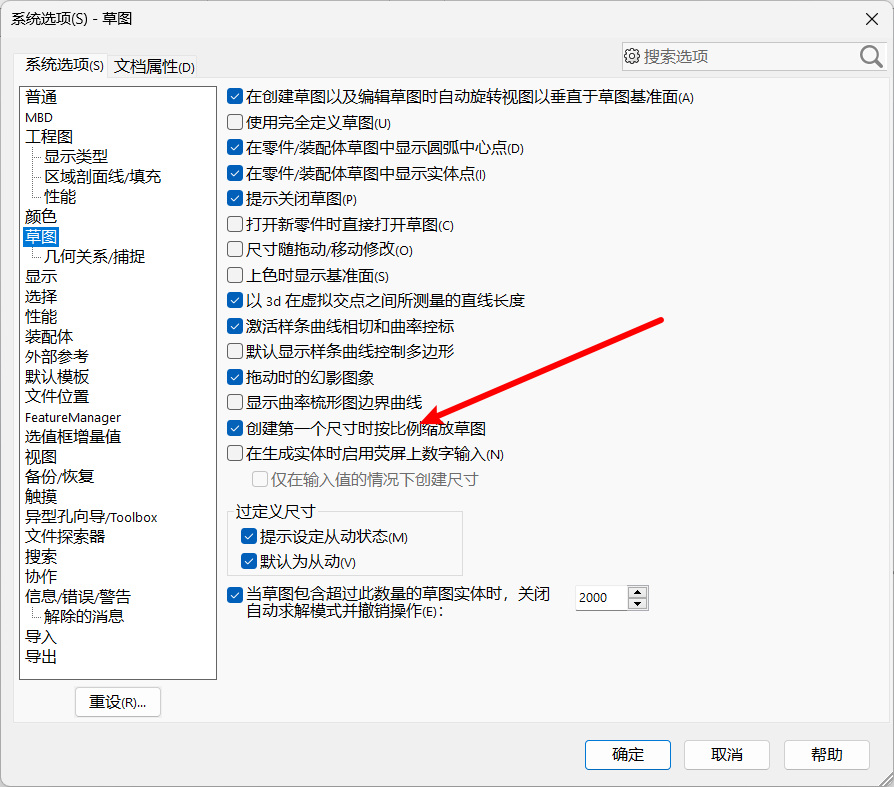 系统选项(S) - 草图
系统选项(S)
文档属性(D)
搜索选项
普通
MBD
工程图
显示类型
区域剖面线/填充
性能
颜色
草图
几何关系/捕捉
显示
选择
性能
装配体
外部参考
默认模板
文件位置
FeatureManager
选值框增量值
视图
备份/恢复
触摸
异型孔向导/Toolbox
文件探索器
搜索
协作
信息/错误/警告
解除的消息
导入
导出
重设(R)...
在创建草图以及编辑草图时自动旋转视图以垂直于草图基准面(A)
使用完全定义草图(U)
在零件/装配体草图中显示圆弧中心点(D)
在零件/装配体草图中显示实体点(I)
提示关闭草图(P)
打开新零件时直接打开草图(C)
尺寸随拖动/移动修改(O)
上色时显示基准面(S)
以 3d 在虚拟交点之间所测量的直线长度
激活样条曲线相切和曲率控标
默认显示样条曲线控制多边形
拖动时的幻影图象
显示曲率梳形图边界曲线
创建第一个尺寸时按比例缩放草图
在生成实体时启用荧屏上数字输入(N)
仅在输入值的情况下创建尺寸
过定义尺寸
提示设定从动状态(M)
默认为从动(V)
当草图包含超过此数量的草图实体时，关闭
自动求解模式并撤销操作(E)：
2000
确定
取消
帮助